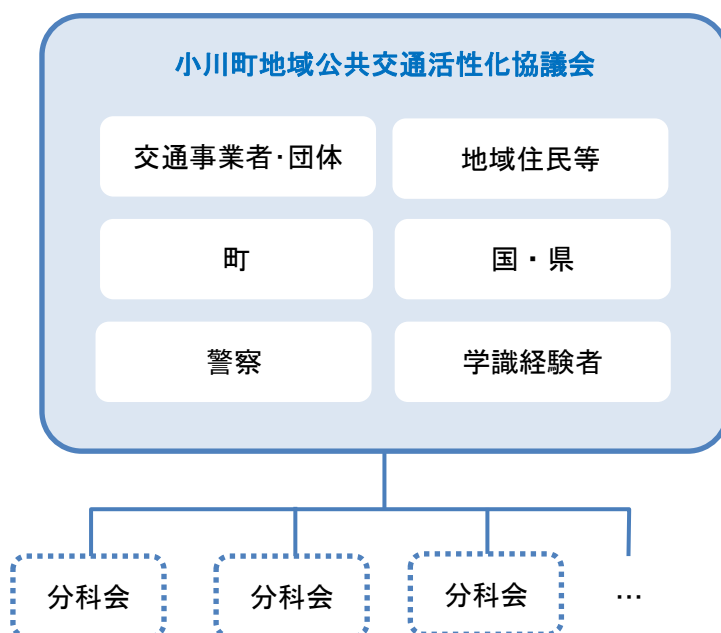 小川町地域公共交通活性化協議会
交通事業者･団体
地域住民等
町
国・県
警察
学識経験者
分科会
分科会
分科会
…